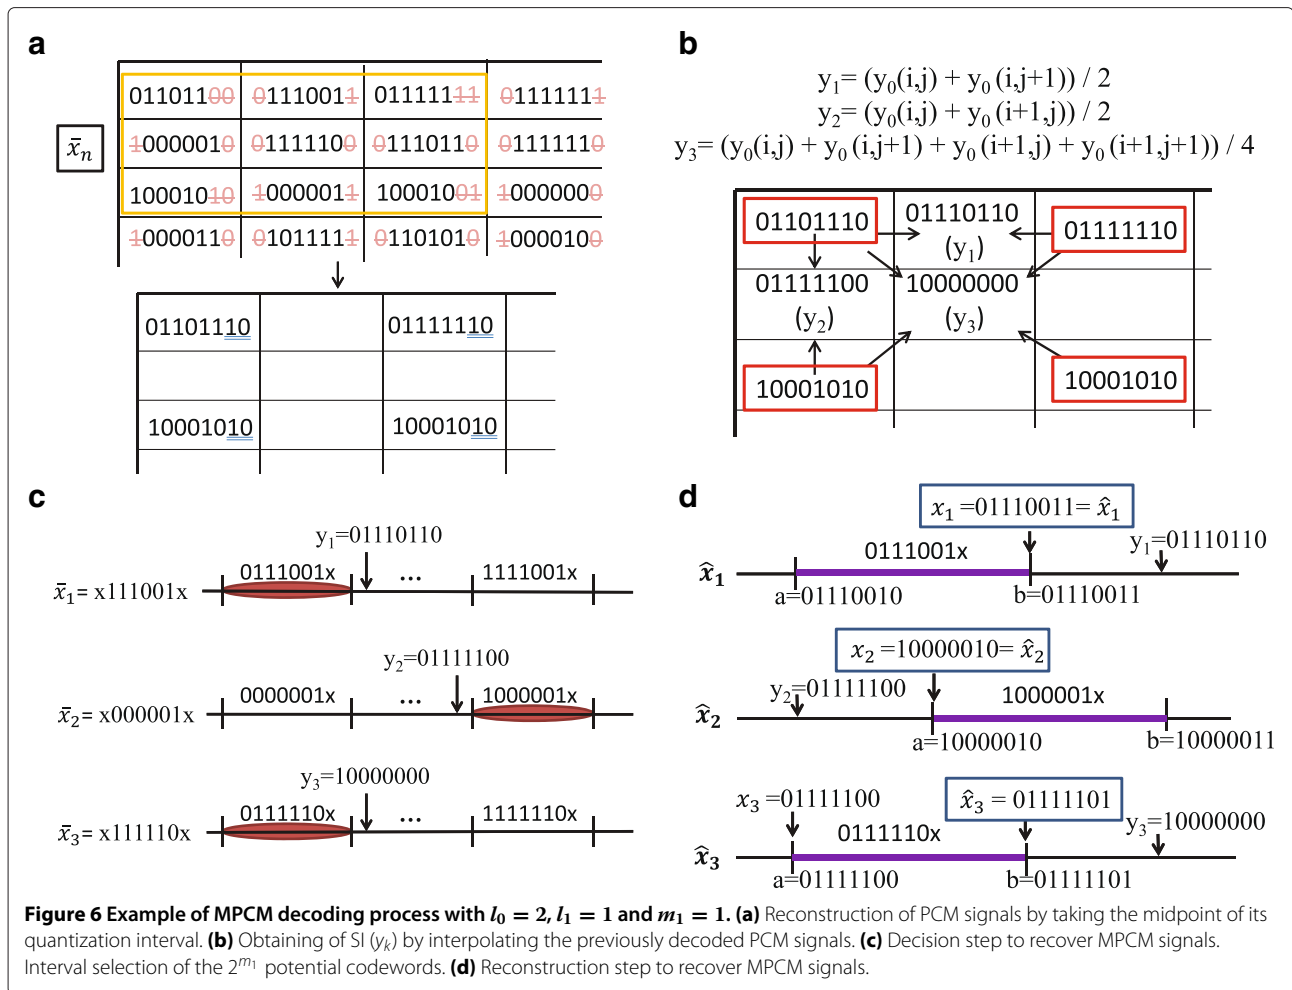 a
x̄n
01101100 01110011 01111111 01111111
10000010 01111100 01110110 01111110
10001010 10000011 10001001 10000000
10000110 01011111 01101010 10000100
01101110 01111110
10001010 10001010
b
y1= (y0(i,j) + y0 (i,j+1)) / 2
y2= (y0(i,j) + y0 (i+1,j)) / 2
y3= (y0(i,j) + y0 (i,j+1) + y0 (i+1,j) + y0 (i+1,j+1)) / 4
01101110 01110110 01111110
(y1)
01111100 10000000
(y2) (y3)
10001010 10001010
c
y1=01110110
x̄1= x111001x 0111001x ... 1111001x
y2=01111100
x̄2= x000001x 0000001x ... 1000001x
y3=10000000
x̄3= x111110x 0111110x ... 1111110x
d
x1 =01110011= x̂1
0111001x y1=01110110
x̂1
a=01110010 b=01110011
x2 =10000010= x̂2
y2=01111100 1000001x
x̂2
a=10000010 b=10000011
x3 =01111100 x̂3 = 01111101
0111110x y3=10000000
x̂3
a=01111100 b=01111101
Figure 6 Example of MPCM decoding process with l0 = 2, l1 = 1 and m1 = 1. (a) Reconstruction of PCM signals by taking the midpoint of its
quantization interval. (b) Obtaining of SI (yk) by interpolating the previously decoded PCM signals. (c) Decision step to recover MPCM signals.
Interval selection of the 2^m1 potential codewords. (d) Reconstruction step to recover MPCM signals.